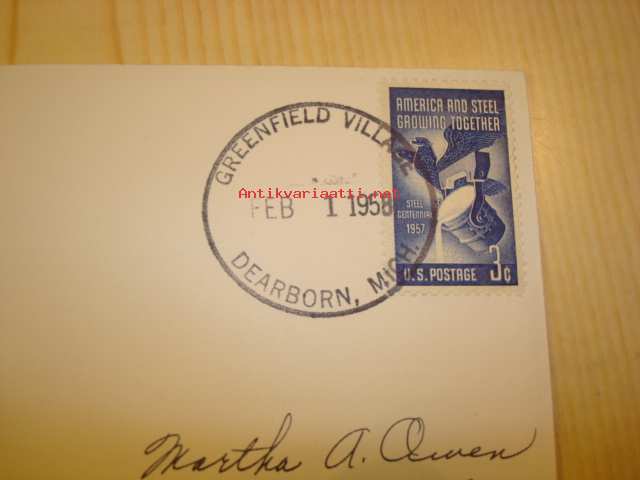 GREENFIELD VILLAGE
FEB 1 1958
DEARBORN, MICH.
Antikvariaatti.net
AMERICA AND STEEL
GROWING TOGETHER
STEEL
CENTENNIAL
1957
U.S. POSTAGE 3¢
Martha A. Owen